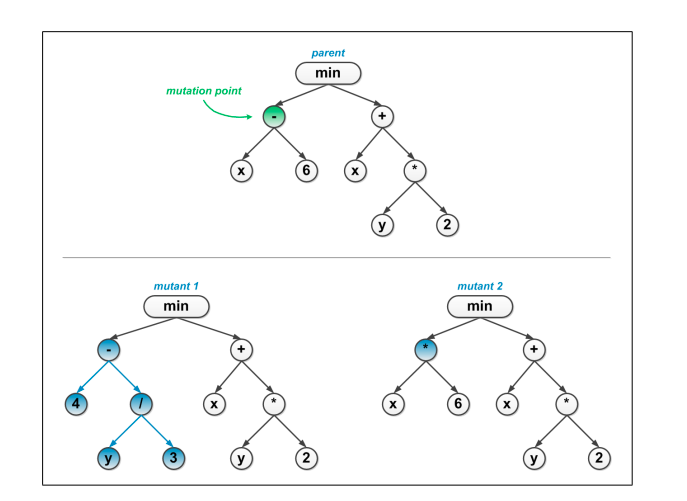 parent
min
mutation point
- +
x 6 x *
y 2
mutant 1 mutant 2
min min
- + * +
4 / x * x 6 x *
y 3 y 2 y 2